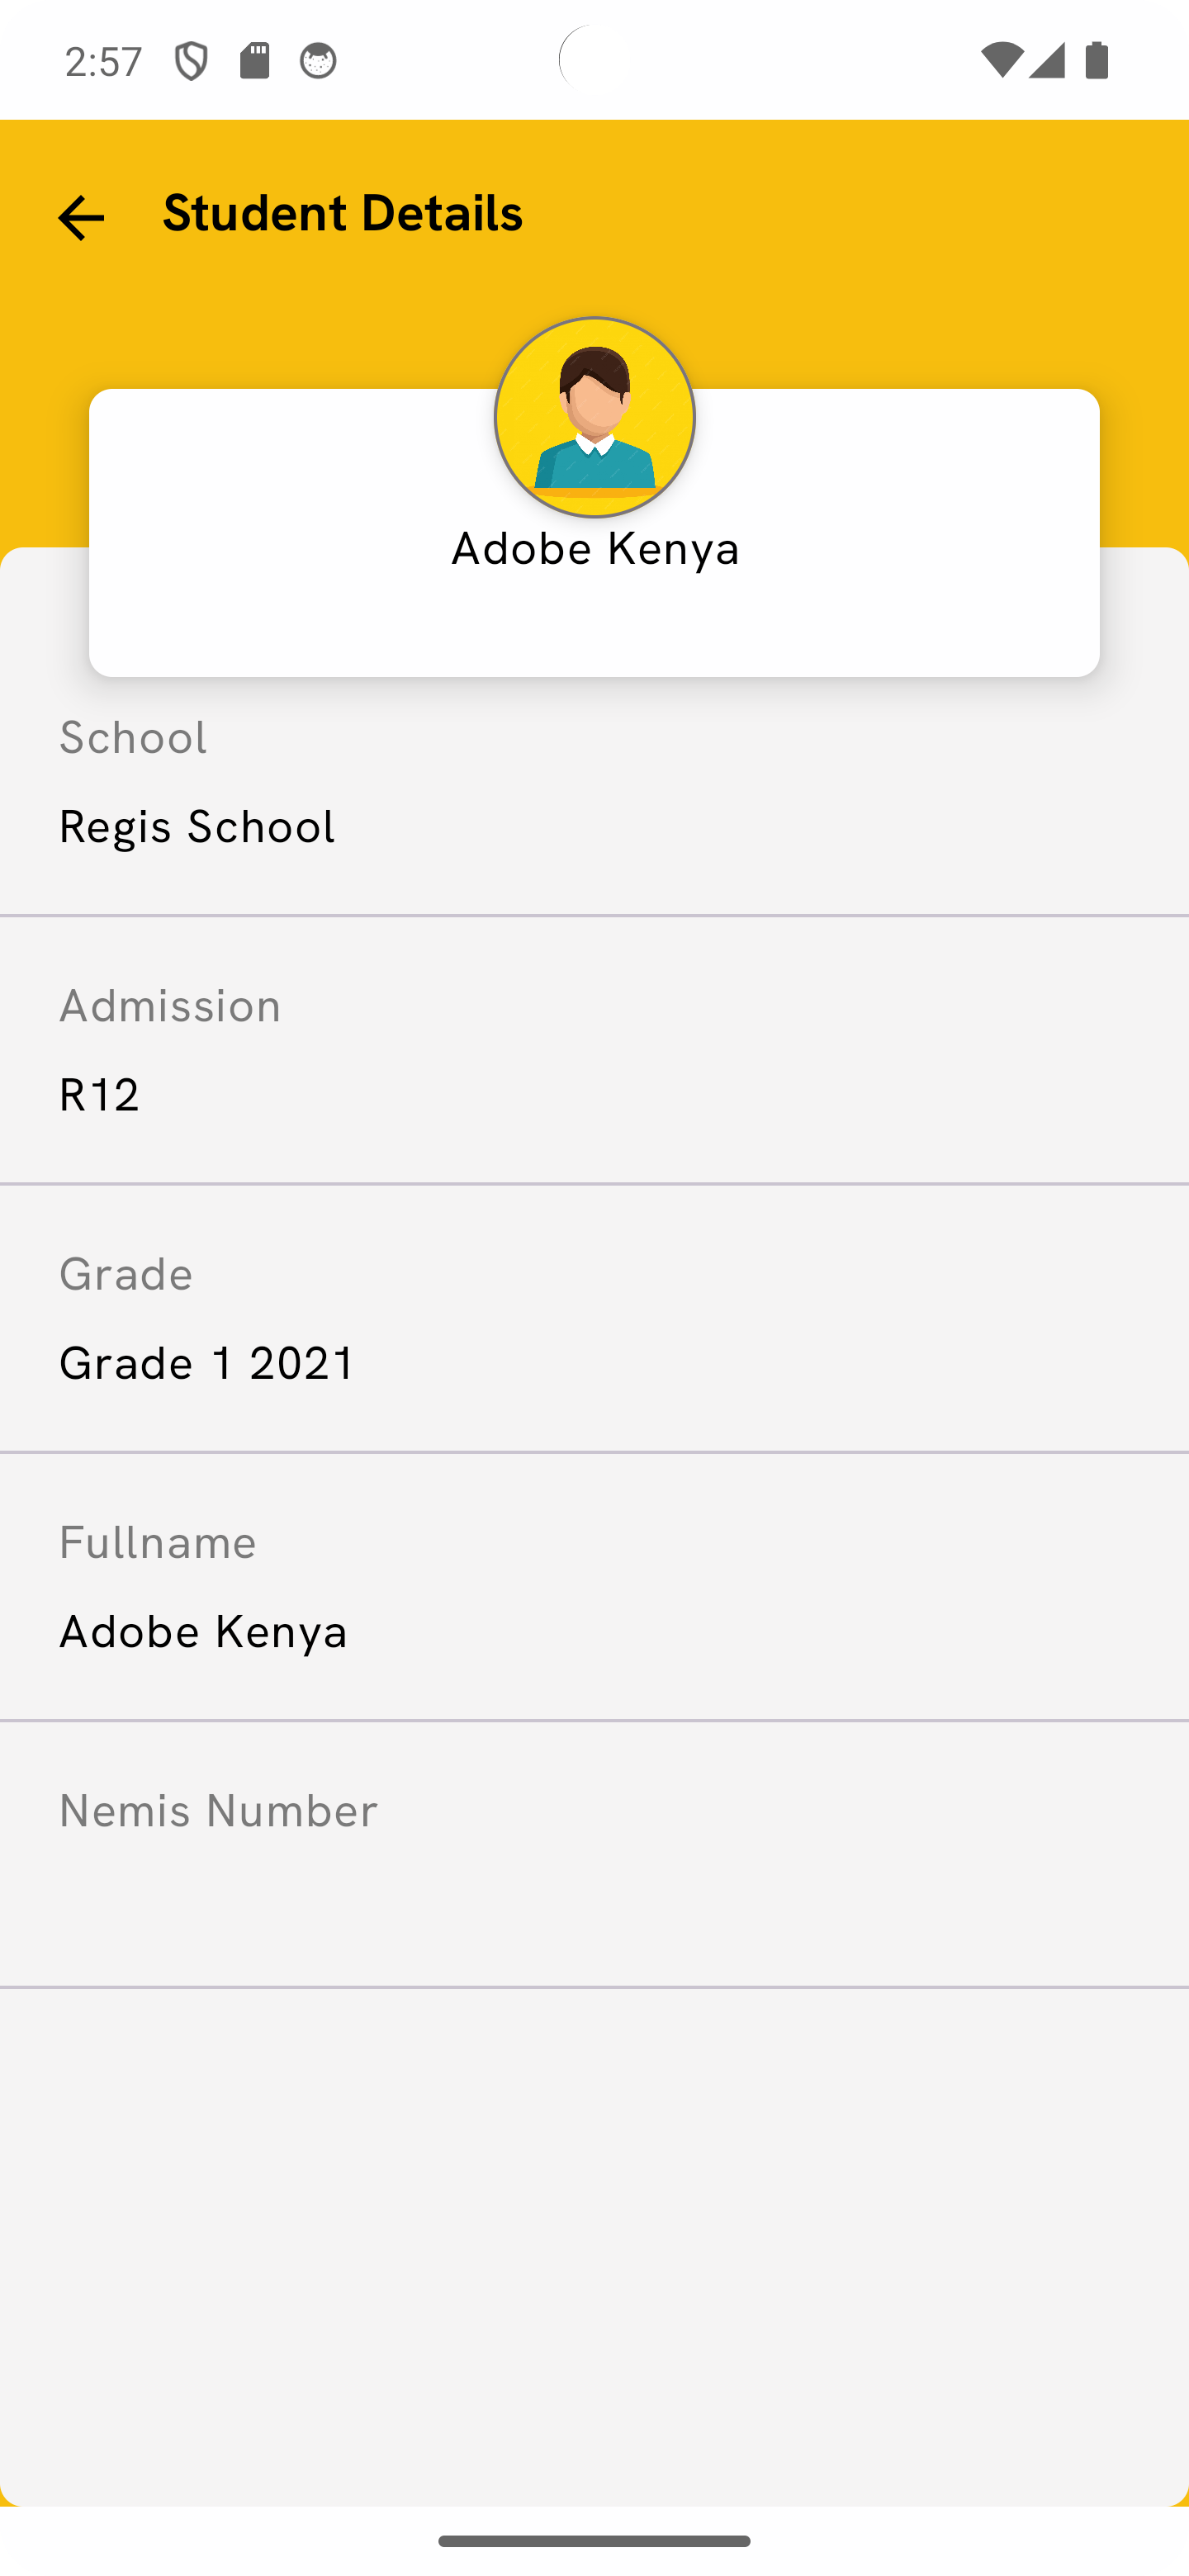 2:57
Student Details
Adobe Kenya
School
Regis School
Admission
R12
Grade
Grade 1 2021
Fullname
Adobe Kenya
Nemis Number